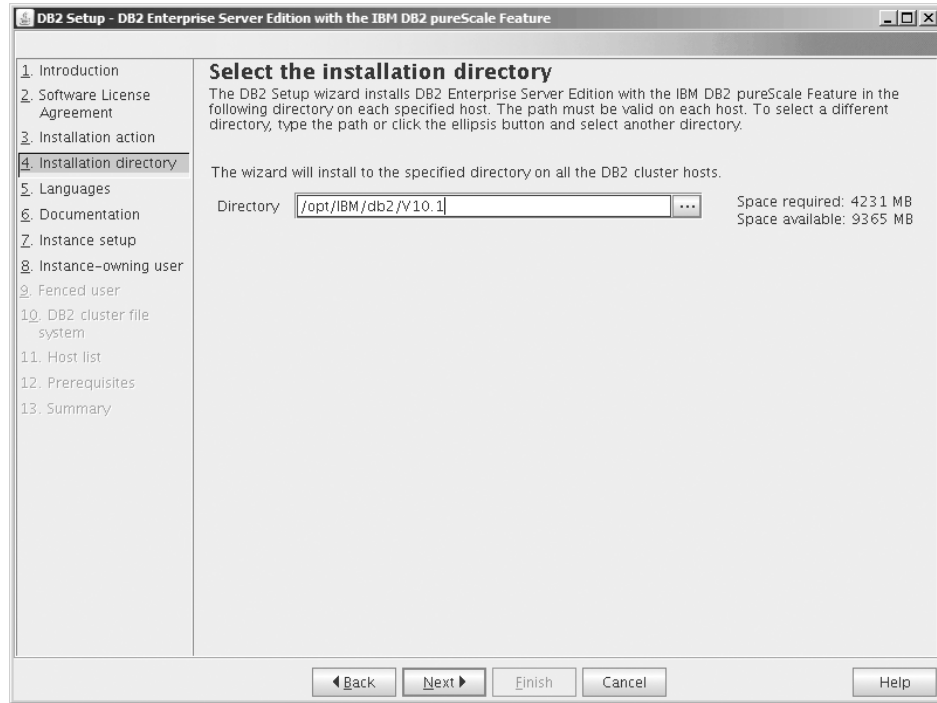 DB2 Setup - DB2 Enterprise Server Edition with the IBM DB2 pureScale Feature
1. Introduction
2. Software License
Agreement
3. Installation action
4. Installation directory
5. Languages
6. Documentation
7. Instance setup
8. Instance-owning user
9. Fenced user
10. DB2 cluster file
system
11. Host list
12. Prerequisites
13. Summary
Select the installation directory
The DB2 Setup wizard installs DB2 Enterprise Server Edition with the IBM DB2 pureScale Feature in the
following directory on each specified host. The path must be valid on each host. To select a different
directory, type the path or click the ellipsis button and select another directory.
The wizard will install to the specified directory on all the DB2 cluster hosts.
Directory /opt/IBM/db2/V10.1 ... Space required: 4231 MB
Space available: 9365 MB
Back Next Finish Cancel Help